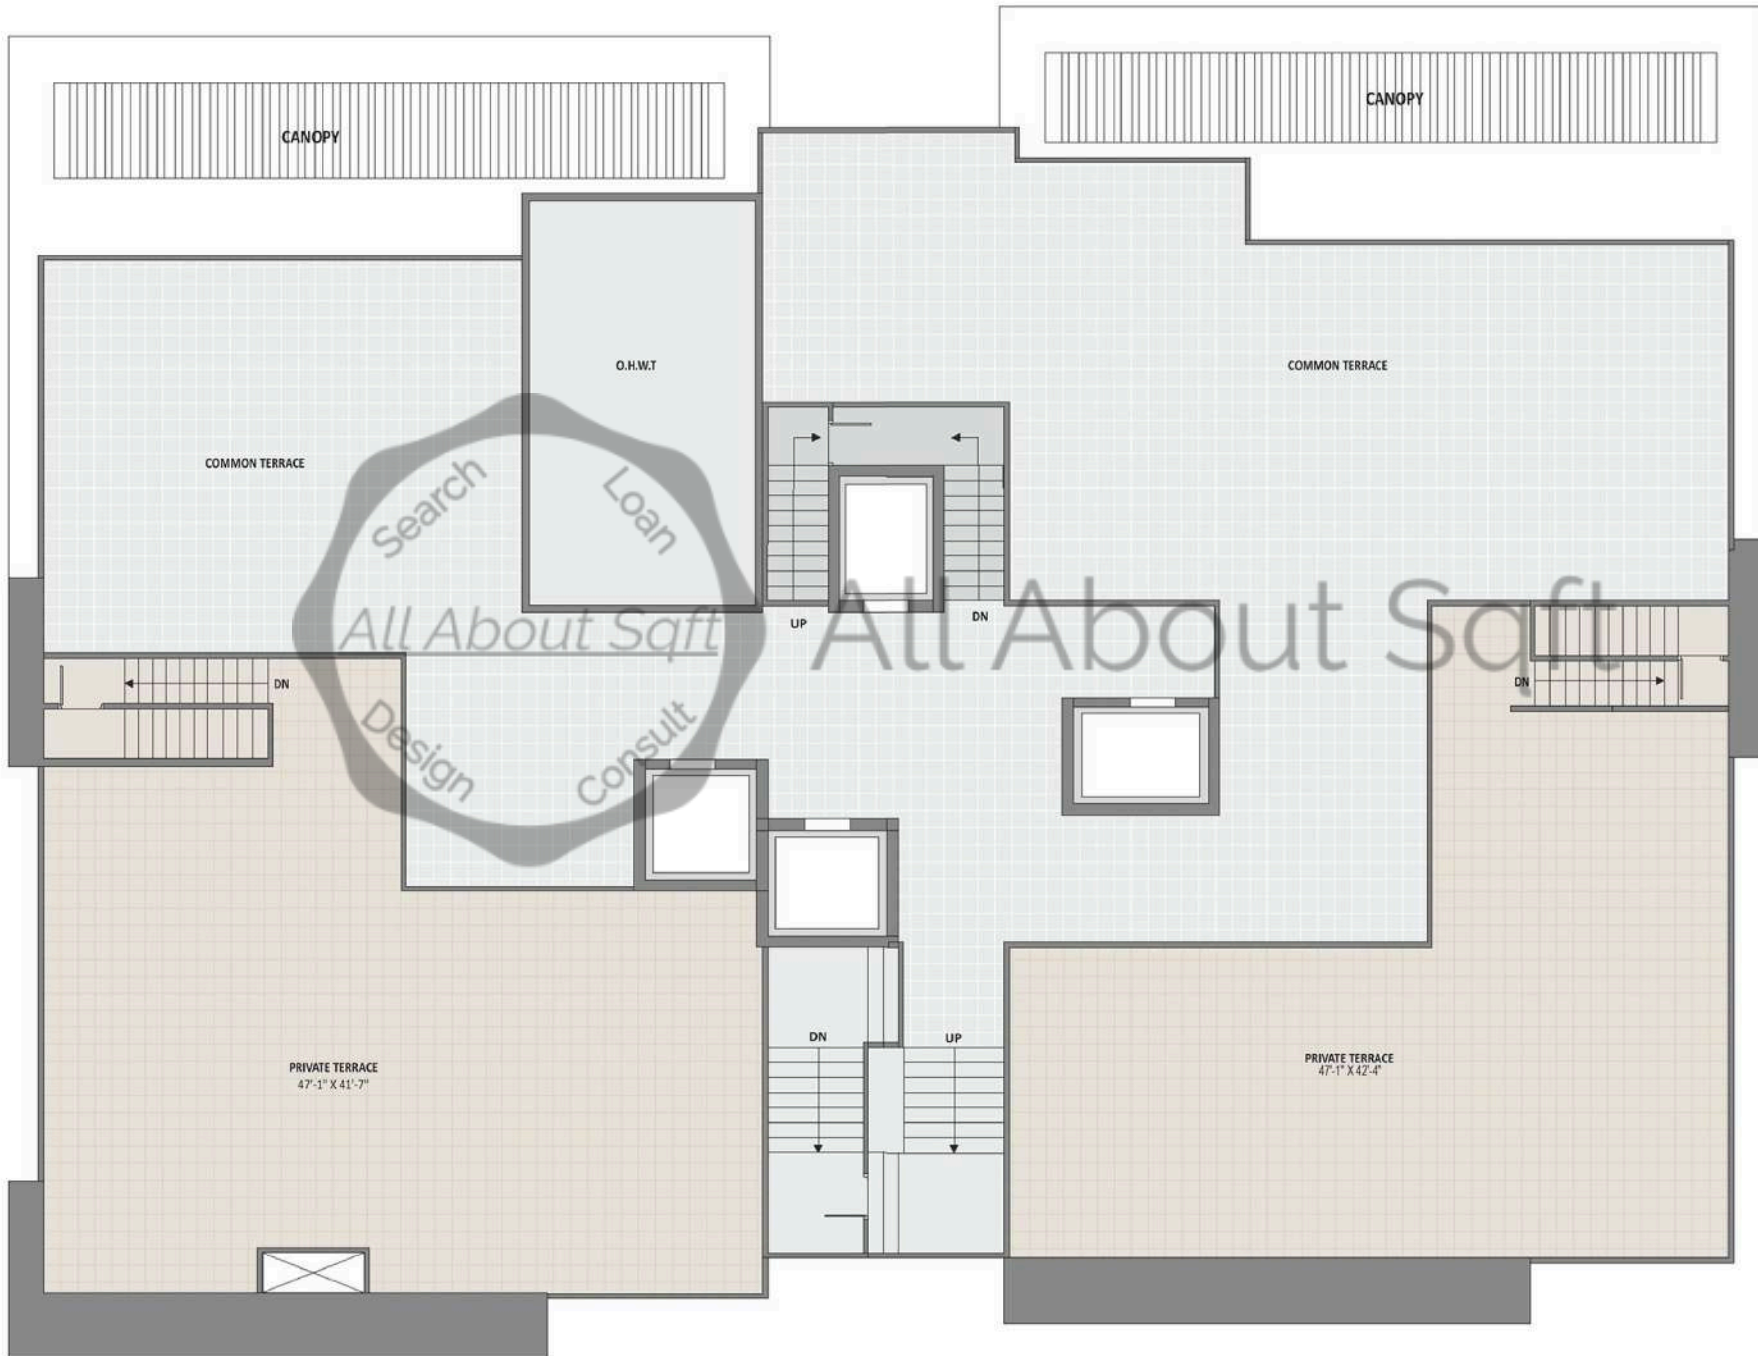 CANOPY
CANOPY
O.H.W.T
COMMON TERRACE
COMMON TERRACE
Search
Loan
All About Sqft
All About Sqft
Design
Consult
UP
DN
DN
DN
DN
UP
PRIVATE TERRACE
47'-1" X 41'-7"
PRIVATE TERRACE
47'-1" X 42'-4"